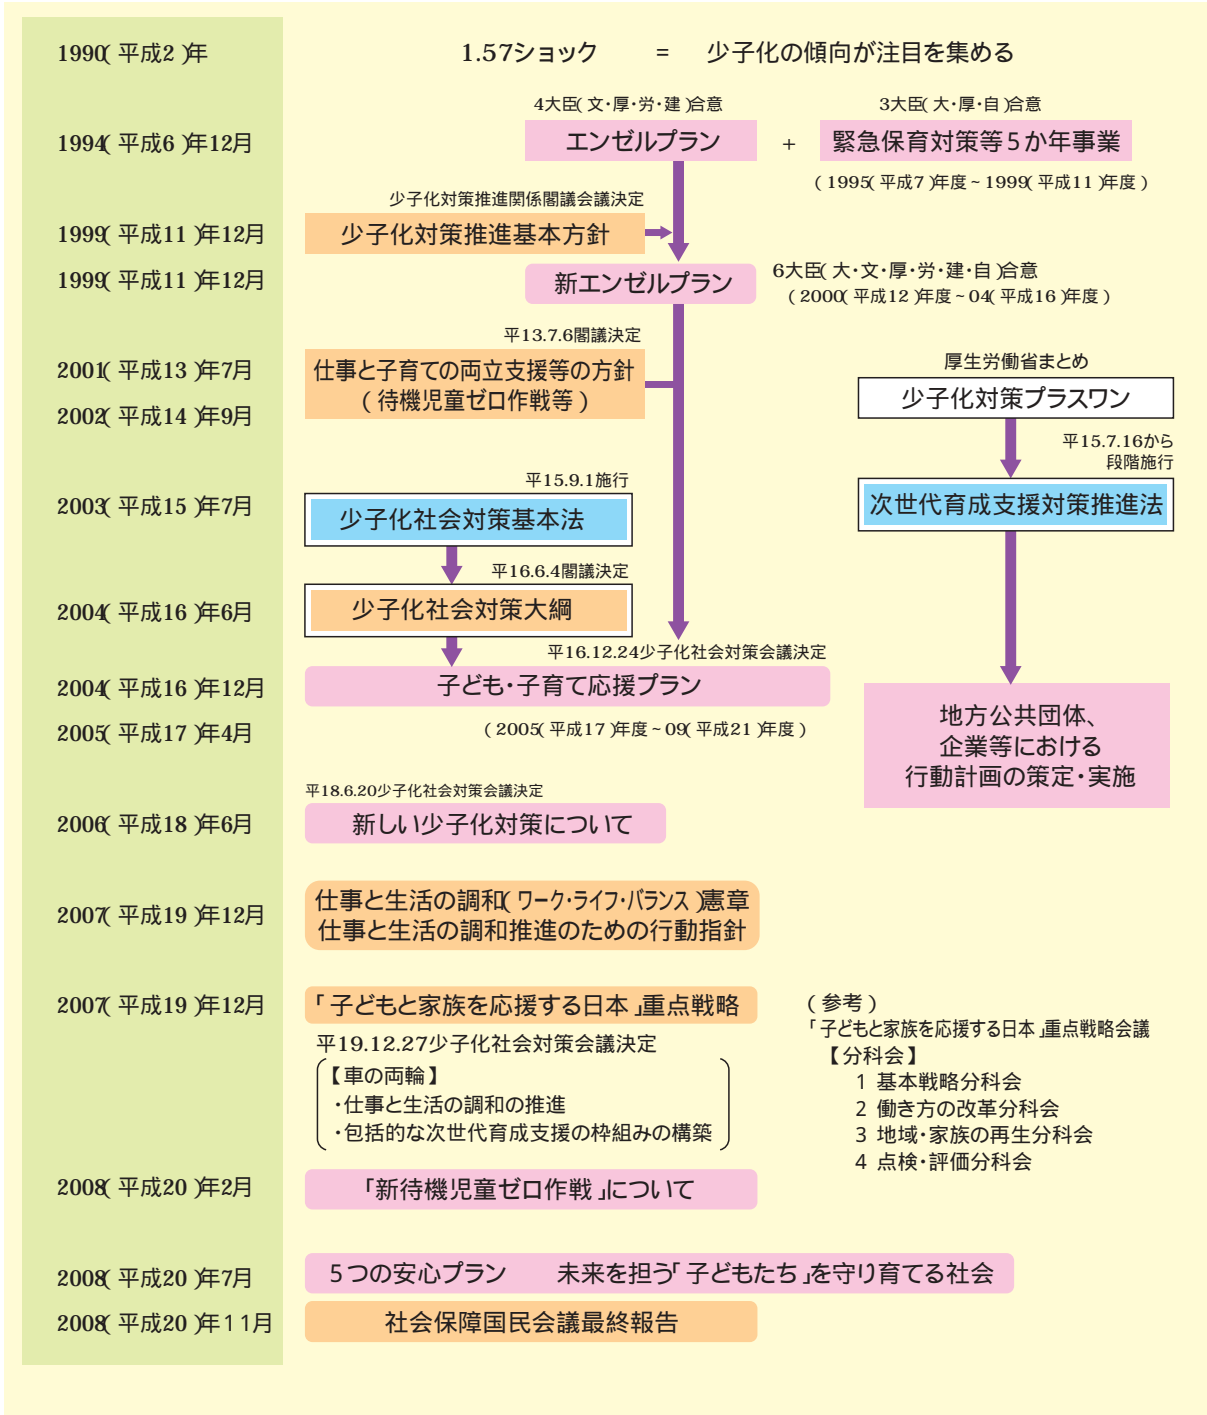 1990(平成2)年
1.57ショック = 少子化の傾向が注目を集める
4大臣(文・厚・労・建)合意
3大臣(大・厚・自)合意
1994(平成6)年12月
エンゼルプラン + 緊急保育対策等5か年事業
(1995(平成7)年度~1999(平成11)年度)
少子化対策推進関係閣議会議決定
1999(平成11)年12月
少子化対策推進基本方針
1999(平成11)年12月
新エンゼルプラン
6大臣(大・文・厚・労・建・自)合意
(2000(平成12)年度~04(平成16)年度)
平13.7.6閣議決定
2001(平成13)年7月
仕事と子育ての両立支援等の方針
(待機児童ゼロ作戦等)
厚生労働省まとめ
2002(平成14)年9月
少子化対策プラスワン
平15.7.16から
段階施行
平15.9.1施行
2003(平成15)年7月
少子化社会対策基本法
次世代育成支援対策推進法
平16.6.4閣議決定
2004(平成16)年6月
少子化社会対策大綱
平16.12.24少子化社会対策会議決定
2004(平成16)年12月
子ども・子育て応援プラン
2005(平成17)年4月
(2005(平成17)年度~09(平成21)年度)
地方公共団体、
企業等における
行動計画の策定・実施
平18.6.20少子化社会対策会議決定
2006(平成18)年6月
新しい少子化対策について
2007(平成19)年12月
仕事と生活の調和(ワーク・ライフ・バランス)憲章
仕事と生活の調和推進のための行動指針
2007(平成19)年12月
「子どもと家族を応援する日本」重点戦略
平19.12.27少子化社会対策会議決定
【車の両輪】
・仕事と生活の調和の推進
・包括的な次世代育成支援の枠組みの構築
(参考)
「子どもと家族を応援する日本」重点戦略会議
【分科会】
1 基本戦略分科会
2 働き方の改革分科会
3 地域・家族の再生分科会
4 点検・評価分科会
2008(平成20)年2月
「新待機児童ゼロ作戦」について
2008(平成20)年7月
5つの安心プラン 未来を担う「子どもたち」を守り育てる社会
2008(平成20)年11月
社会保障国民会議最終報告